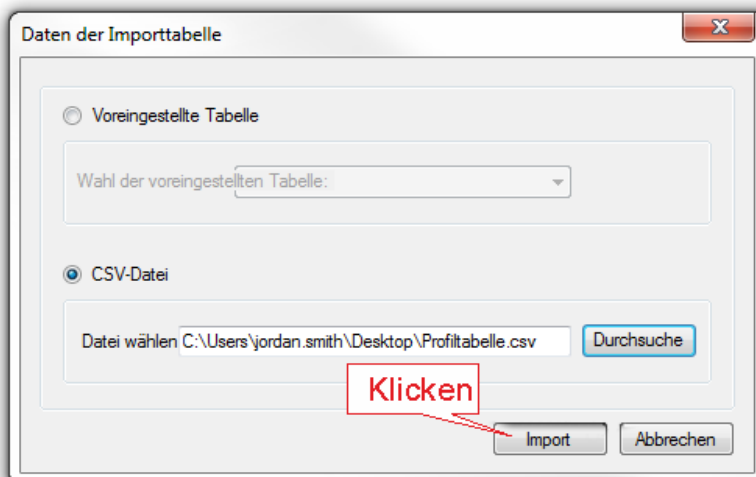 Daten der Importtabelle
Voreingestellte Tabelle
Wahl der voreingestellten Tabelle:
CSV-Datei
Datei wählen C:\Users\jordan.smith\Desktop\Profiltabelle.csv Durchsuche
Klicken
Import Abbrechen